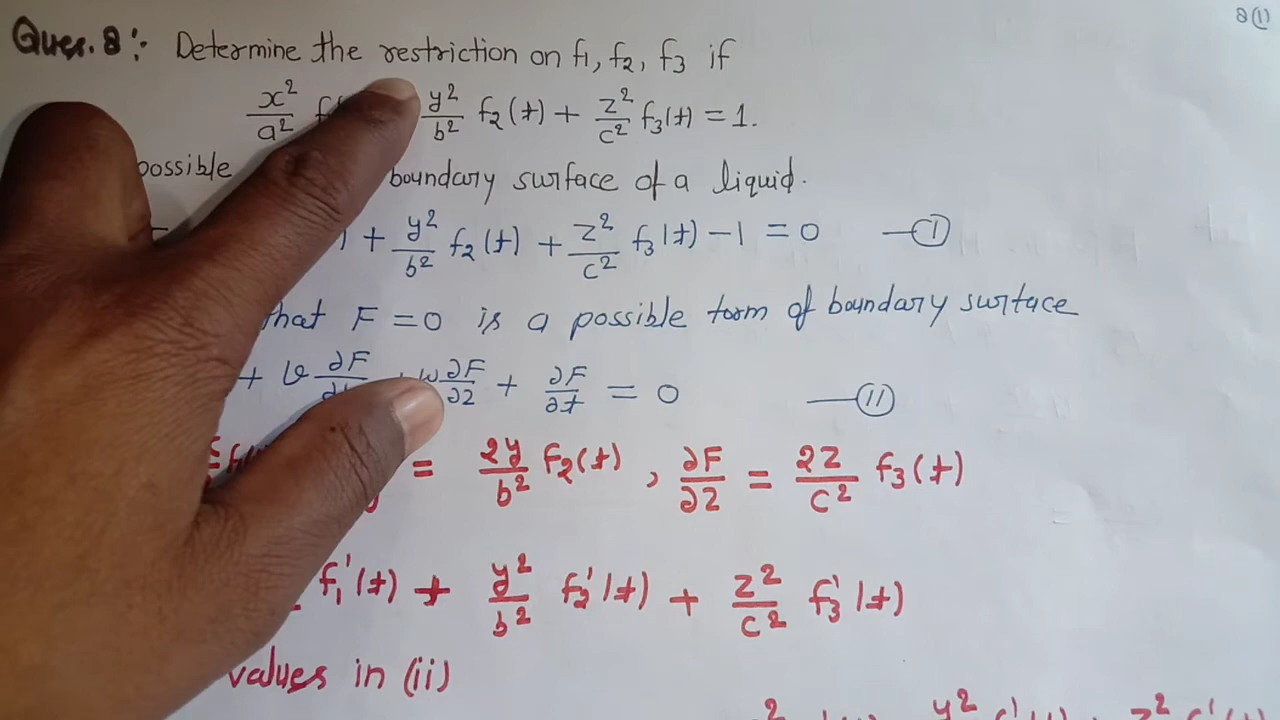 8(1)
Ques. 8:- Determine the restriction on f1, f2, f3 if
x²/a² y²/b² f2(t) + z²/c² f3(t) = 1.
possible boundary surface of a liquid.
+ y²/b² f2(t) + z²/c² f3(t) - 1 = 0 —(I)
that F = 0 is a possible form of boundary surface
+ v ∂F w ∂F/∂z + ∂F/∂t = 0 —(II)
= 2y/b² f2(t), ∂F/∂z = 2z/c² f3(t)
f1'(t) + y²/b² f2'(t) + z²/c² f3'(t)
values in (ii)